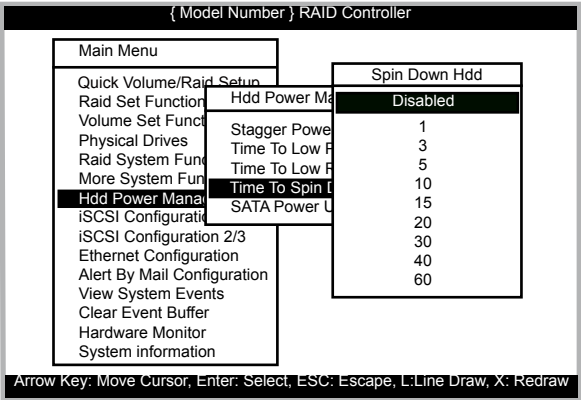 { Model Number } RAID Controller
Main Menu
Quick Volume/Raid Setup
Raid Set Function
Volume Set Funct
Physical Drives
Raid System Fun
More System Fun
Hdd Power Mana
iSCSI Configuratio
iSCSI Configuration 2/3
Ethernet Configuration
Alert By Mail Configuration
View System Events
Clear Event Buffer
Hardware Monitor
System information
Hdd Power Ma
Stagger Powe
Time To Low P
Time To Low P
Time To Spin D
SATA Power U
Spin Down Hdd
Disabled
1
3
5
10
15
20
30
40
60
Arrow Key: Move Cursor, Enter: Select, ESC: Escape, L:Line Draw, X: Redraw